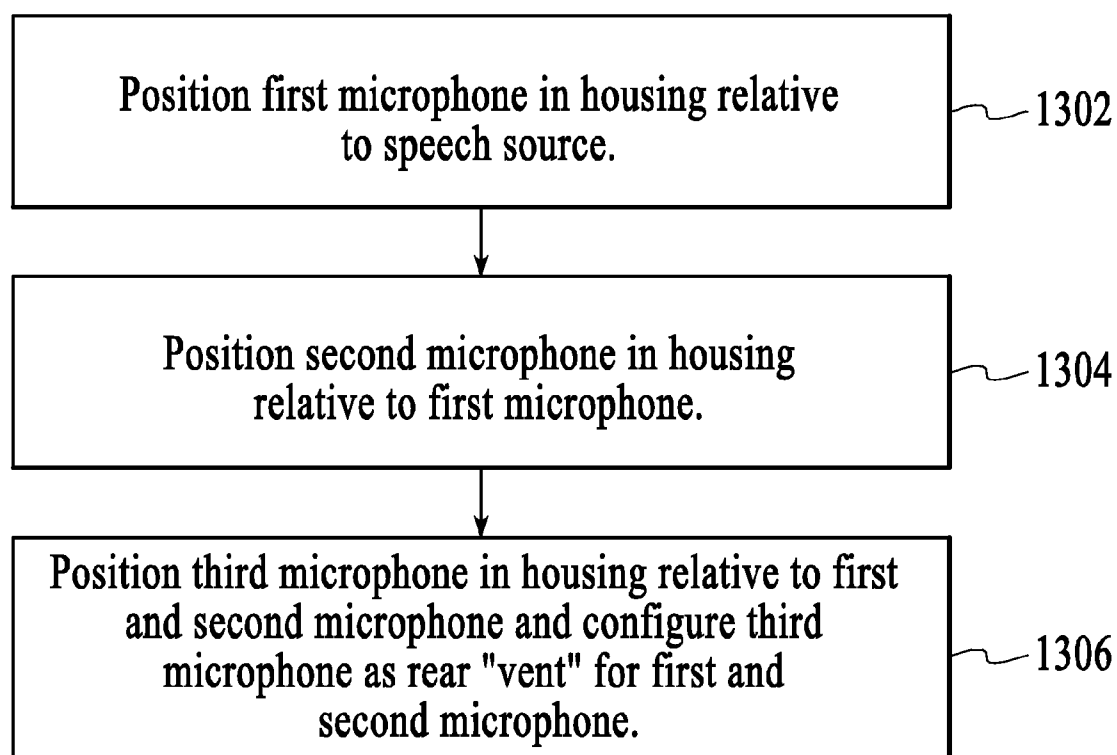 Position first microphone in housing relative
to speech source.
1302
Position second microphone in housing
relative to first microphone.
1304
Position third microphone in housing relative to first
and second microphone and configure third
microphone as rear "vent" for first and
second microphone.
1306